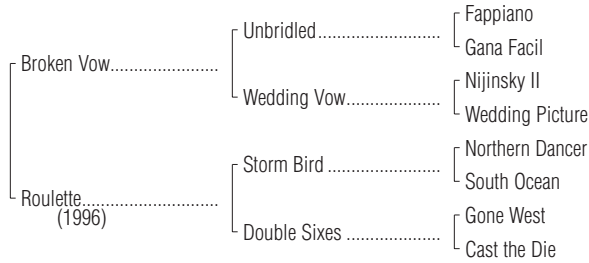 Fappiano
Unbridled..............................
Gana Facil
Broken Vow..........................
Nijinsky II
Wedding Vow.......................
Wedding Picture
Northern Dancer
Storm Bird ...........................
South Ocean
Roulette................................
(1996)
Gone West
Double Sixes .......................
Cast the Die